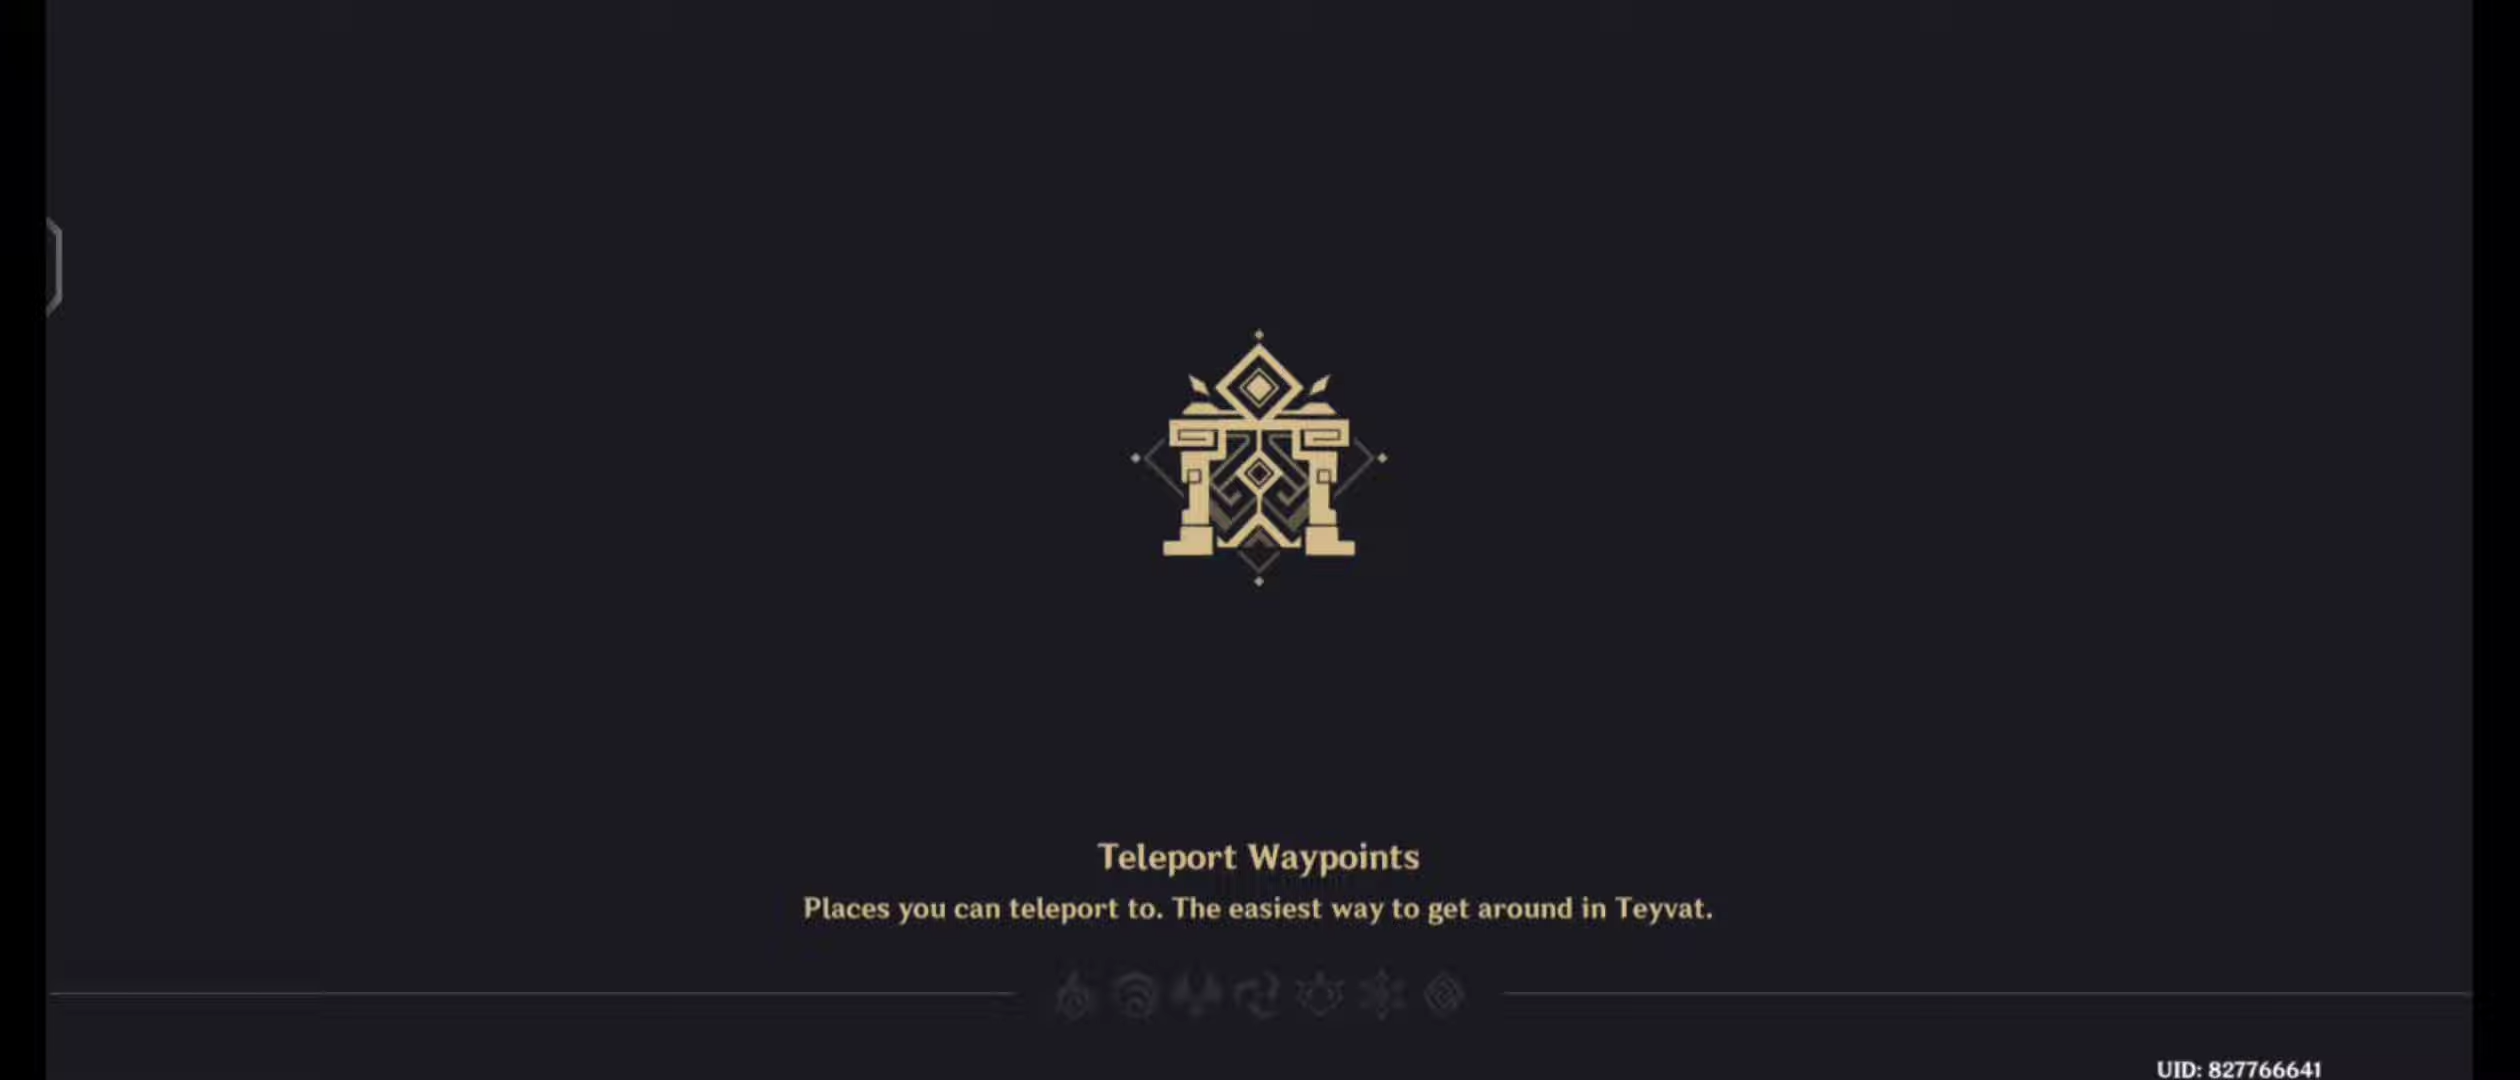 Teleport Waypoints
Places you can teleport to. The easiest way to get around in Teyvat.
UID: 827766641